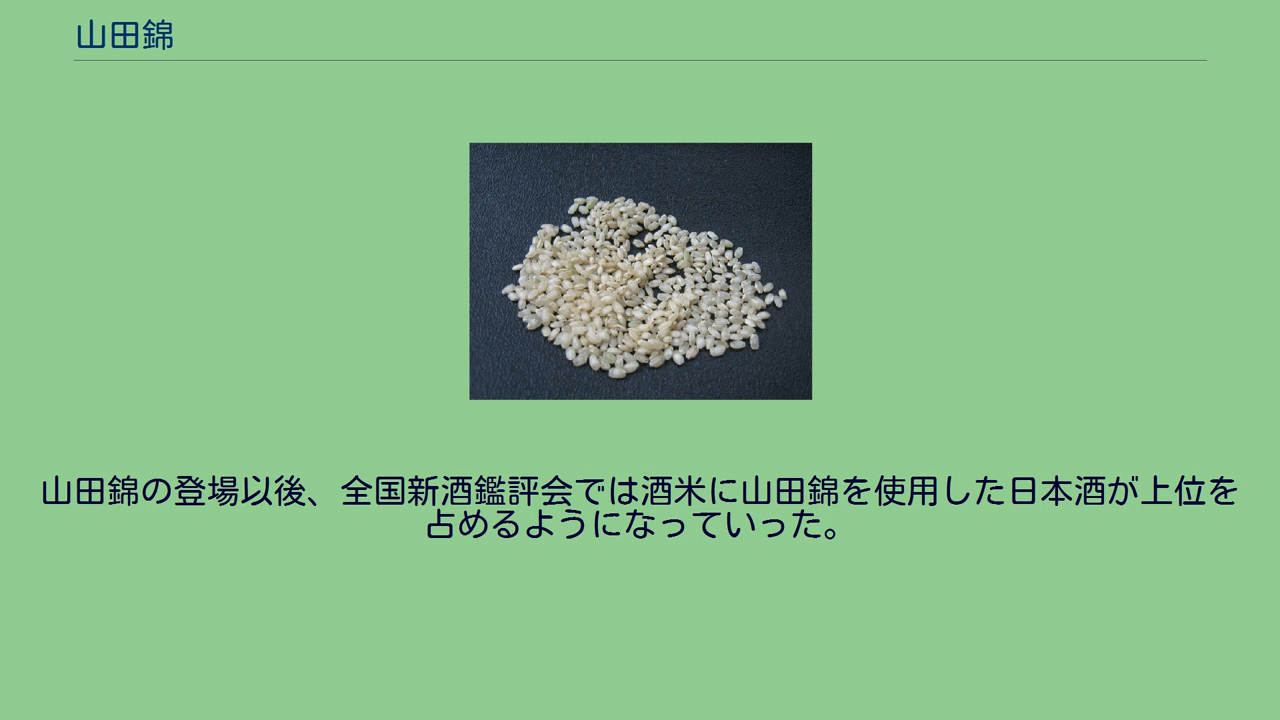 山田錦
山田錦の登場以後、全国新酒鑑評会では酒米に山田錦を使用した日本酒が上位を
占めるようになっていった。